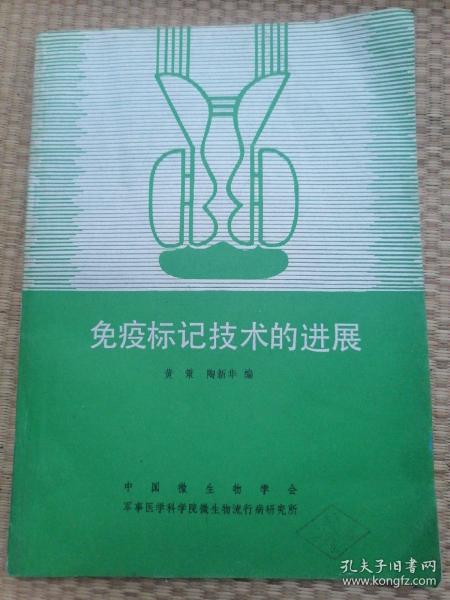 免疫标记技术的进展
黄 策 陶新华 编
中国微生物学会
军事医学科学院微生物流行病研究所
孔夫子旧书网
www.kongfz.com